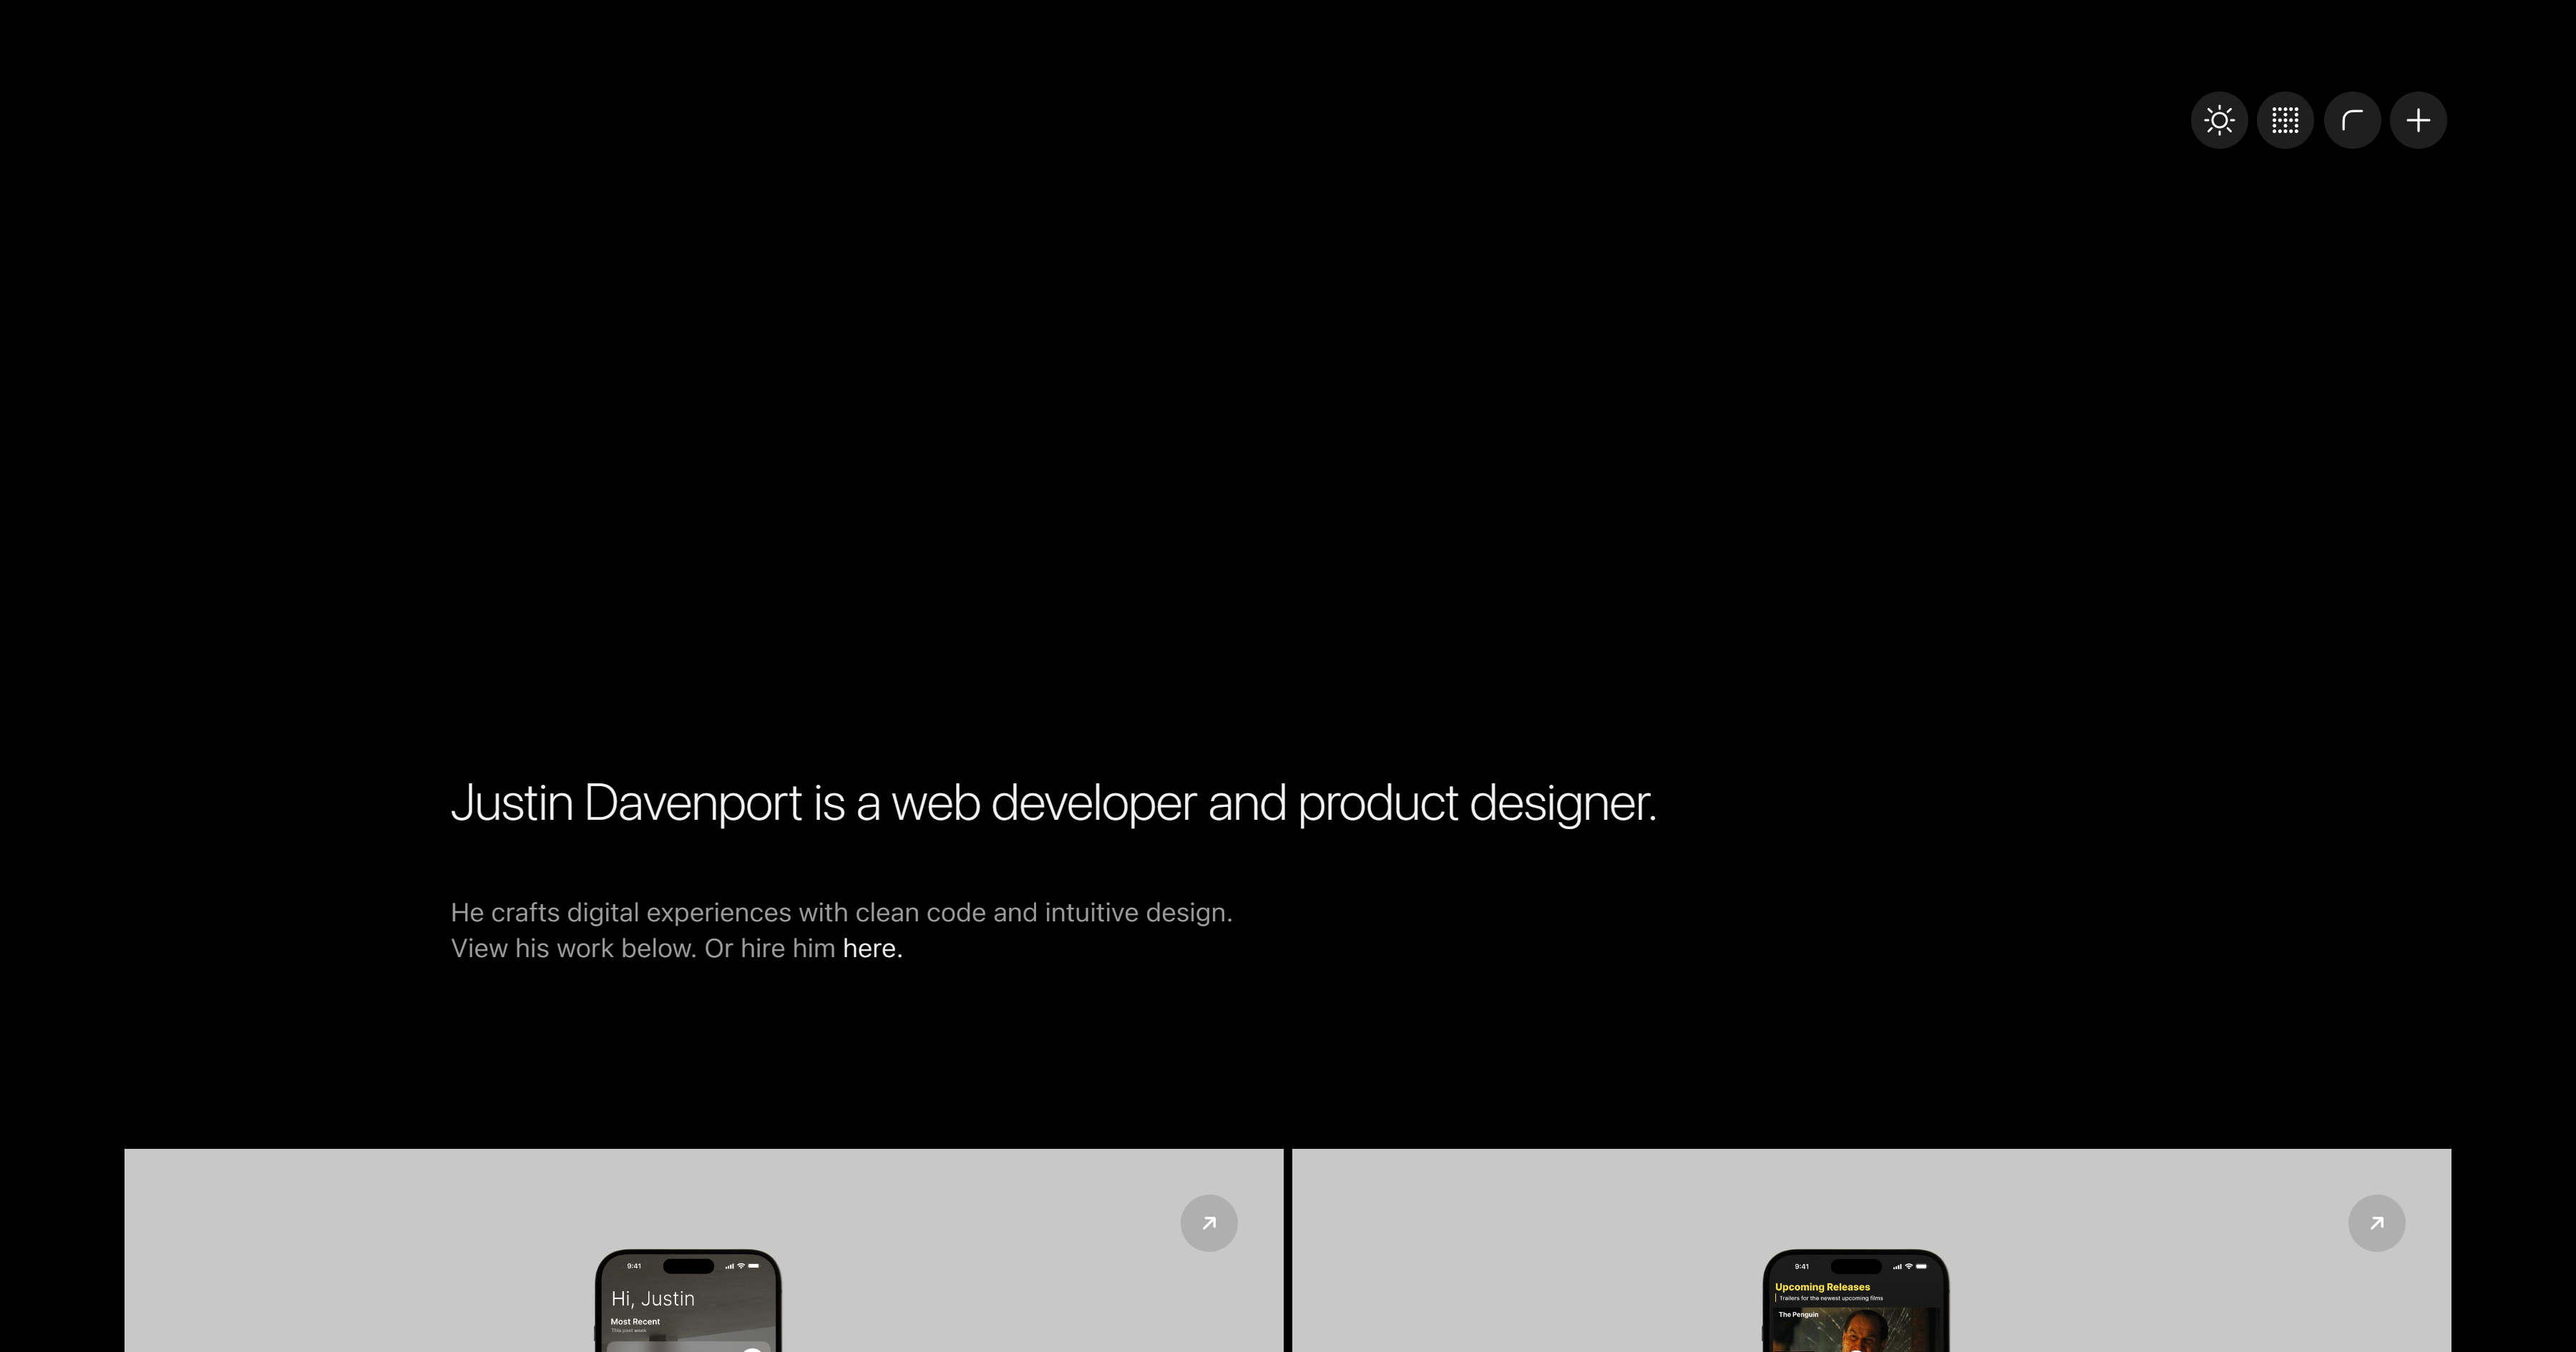 Justin Davenport is a web developer and product designer.
He crafts digital experiences with clean code and intuitive design.
View his work below. Or hire him here.
9:41
Hi, Justin
Most Recent
This past week
9:41
Upcoming Releases
Trailers for the newest upcoming films
The Penguin